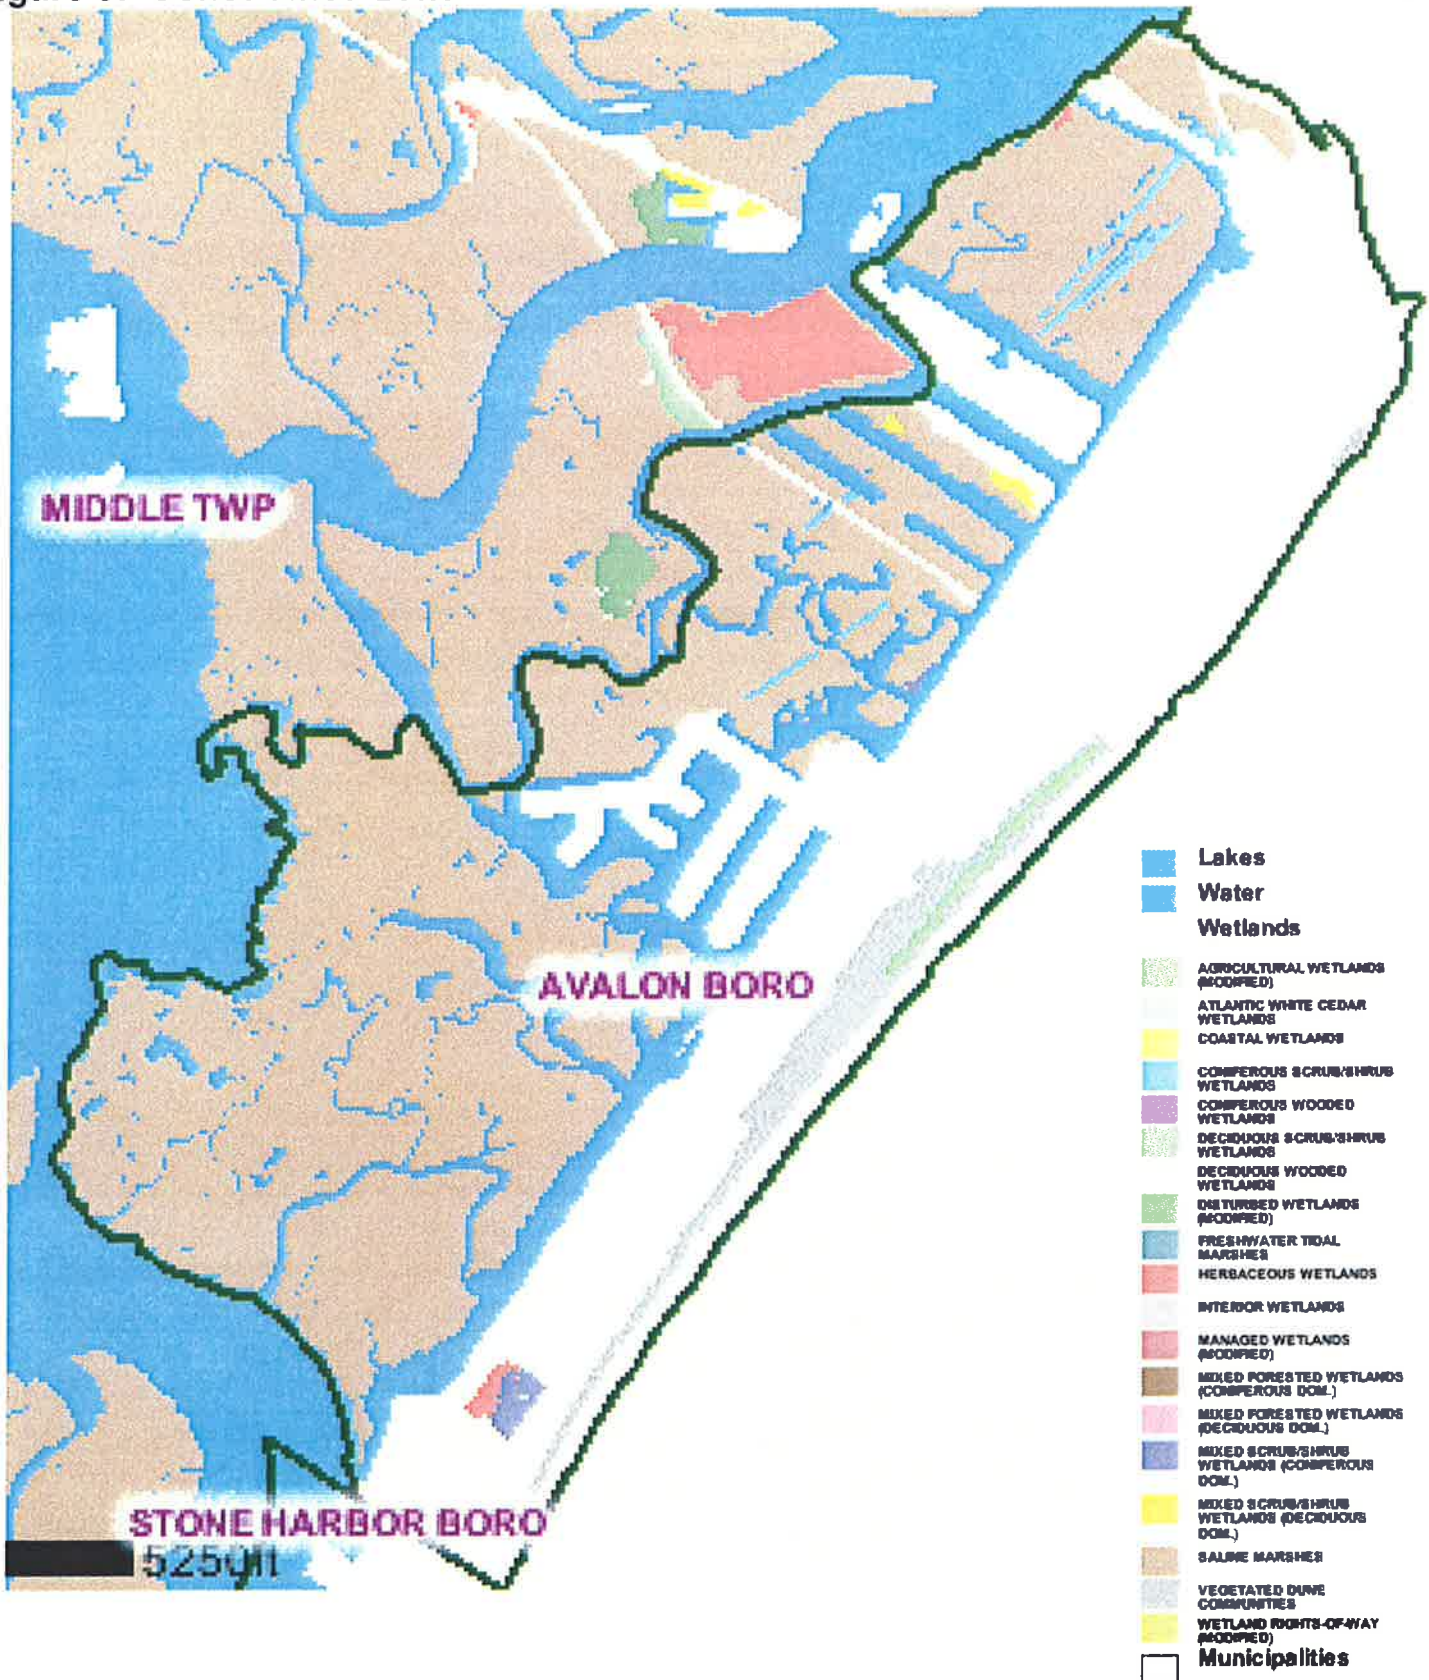 MIDDLE TWP
AVALON BORO
STONE HARBOR BORO
5250ft
Lakes
Water
Wetlands
AGRICULTURAL WETLANDS
(MODIFIED)
ATLANTIC WHITE CEDAR
WETLANDS
COASTAL WETLANDS
CONIFEROUS SCRUB/SHRUB
WETLANDS
CONIFEROUS WOODED
WETLANDS
DECIDUOUS SCRUB/SHRUB
WETLANDS
DECIDUOUS WOODED
WETLANDS
DISTURBED WETLANDS
(MODIFIED)
FRESHWATER TIDAL
MARSHES
HERBACEOUS WETLANDS
INTERIOR WETLANDS
MANAGED WETLANDS
(MODIFIED)
MIXED FORESTED WETLANDS
(CONIFEROUS DOM.)
MIXED FORESTED WETLANDS
(DECIDUOUS DOM.)
MIXED SCRUB/SHRUB
WETLANDS (CONIFEROUS
DOM.)
MIXED SCRUB/SHRUB
WETLANDS (DECIDUOUS
DOM.)
SALINE MARSHES
VEGETATED DUNE
COMMUNITIES
WETLAND RIGHTS-OF-WAY
(MODIFIED)
Municipalities